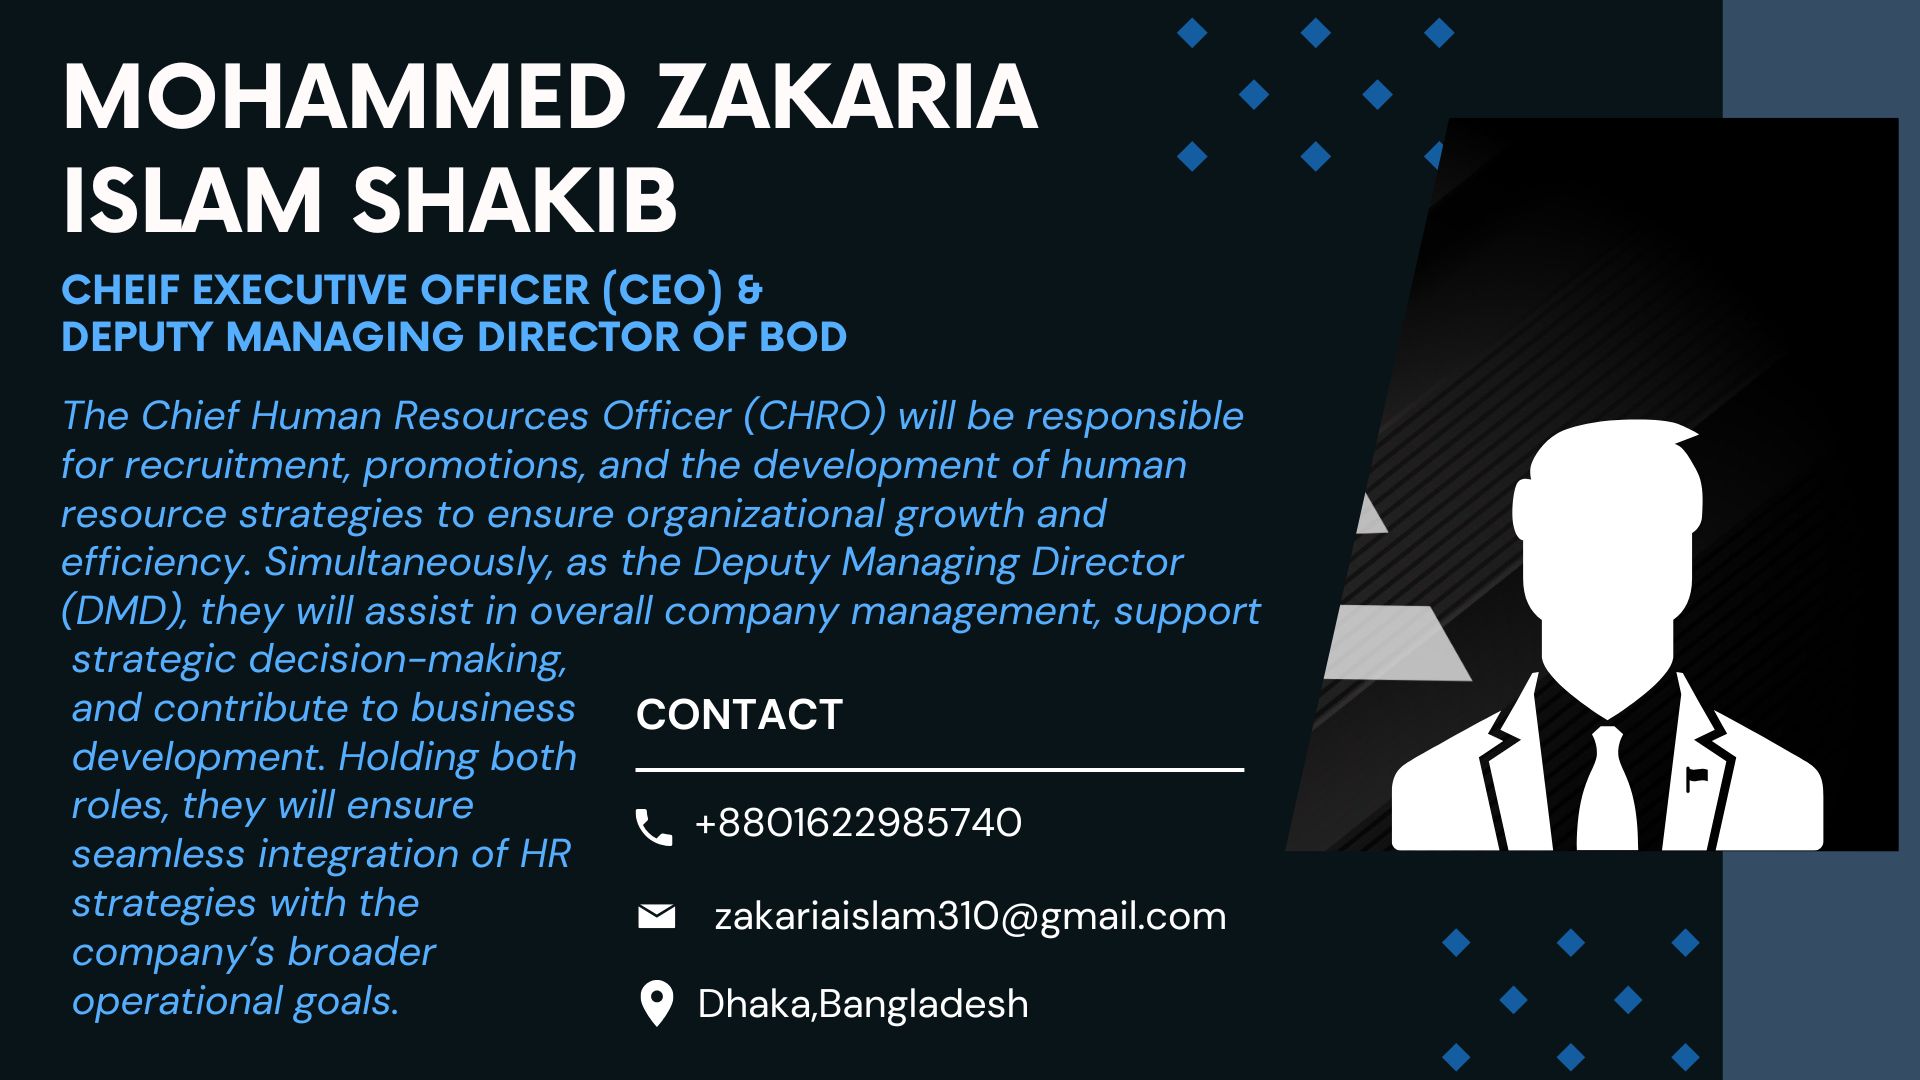 MOHAMMED ZAKARIA
ISLAM SHAKIB
CHEIF EXECUTIVE OFFICER (CEO) &
DEPUTY MANAGING DIRECTOR OF BOD
The Chief Human Resources Officer (CHRO) will be responsible
for recruitment, promotions, and the development of human
resource strategies to ensure organizational growth and
efficiency. Simultaneously, as the Deputy Managing Director
(DMD), they will assist in overall company management, support
strategic decision-making,
and contribute to business
development. Holding both
roles, they will ensure
seamless integration of HR
strategies with the
company’s broader
operational goals.
CONTACT
+8801622985740
zakariaislam310@gmail.com
Dhaka,Bangladesh